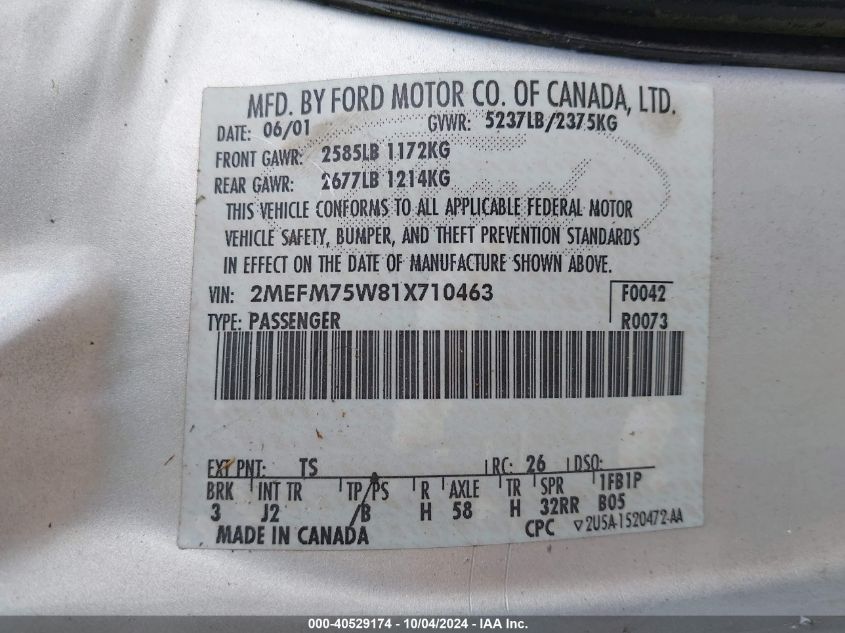 MFD. BY FORD MOTOR CO. OF CANADA, LTD.
DATE: 06/01 GVWR: 5237LB/2375KG
FRONT GAWR: 2585LB 1172KG
REAR GAWR: 2677LB 1214KG
THIS VEHICLE CONFORMS TO ALL APPLICABLE FEDERAL MOTOR
VEHICLE SAFETY, BUMPER, AND THEFT PREVENTION STANDARDS
IN EFFECT ON THE DATE OF MANUFACTURE SHOWN ABOVE.
VIN: 2MEFM75W81X710463 F0042
TYPE: PASSENGER R0073
EXT PNT: TS RC: 26 DSO:
BRK INT TR TP/PS R AXLE TR SPR 1FB1P
3 J2 /B H 58 H 32RR B05
MADE IN CANADA CPC ▽2U5A-1520472-AA
000-40529174 - 10/04/2024 - IAA Inc.